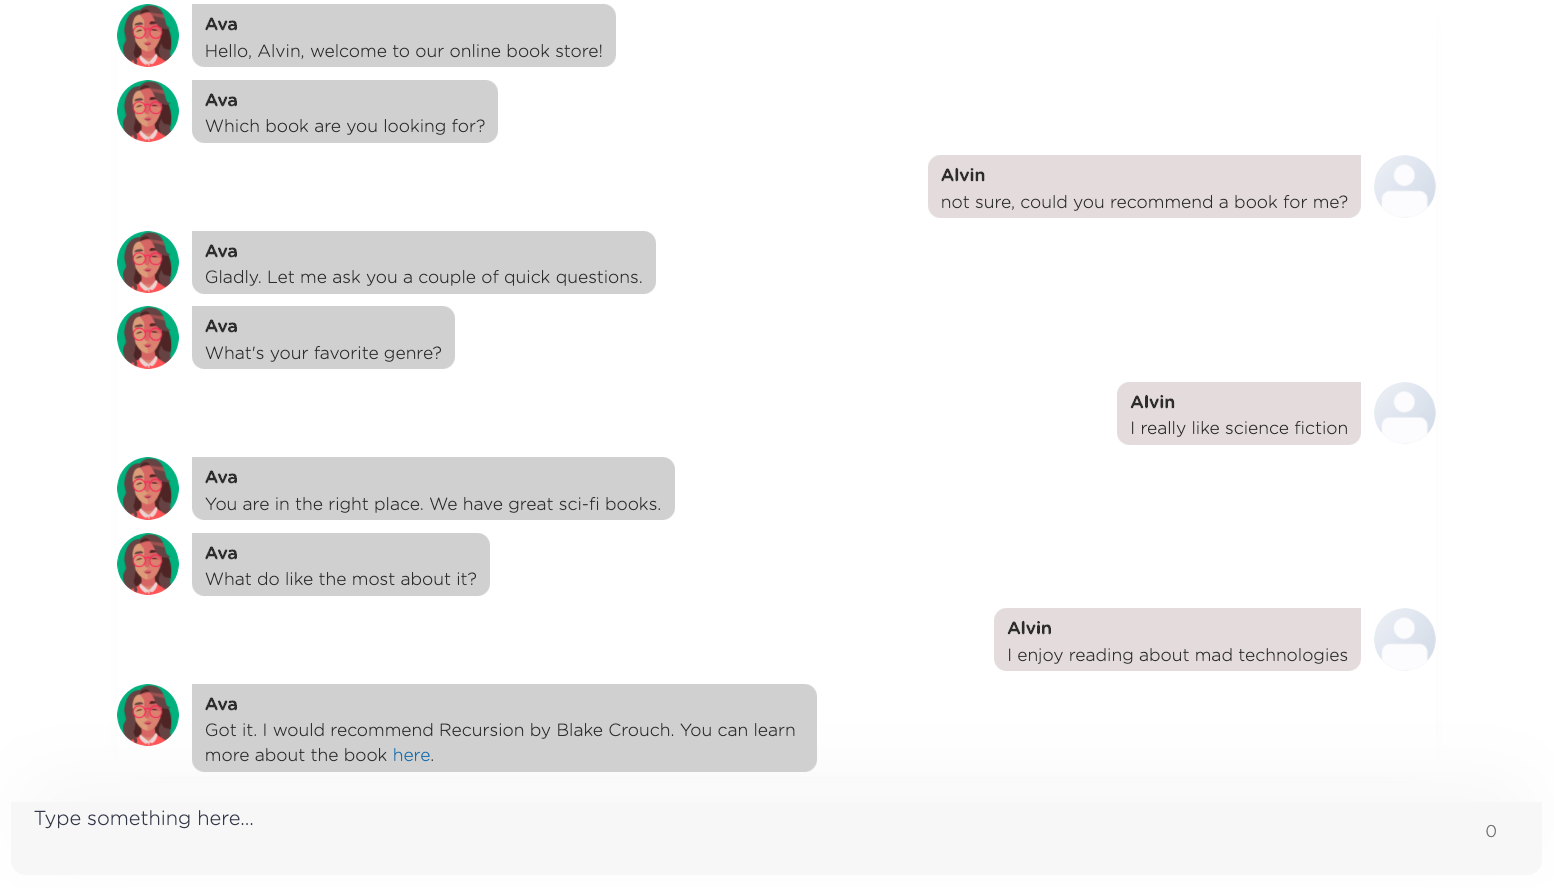 Ava
Hello, Alvin, welcome to our online book store!
Ava
Which book are you looking for?
Alvin
not sure, could you recommend a book for me?
Ava
Gladly. Let me ask you a couple of quick questions.
Ava
What's your favorite genre?
Alvin
I really like science fiction
Ava
You are in the right place. We have great sci-fi books.
Ava
What do like the most about it?
Alvin
I enjoy reading about mad technologies
Ava
Got it. I would recommend Recursion by Blake Crouch. You can learn
more about the book here.
Type something here...
0